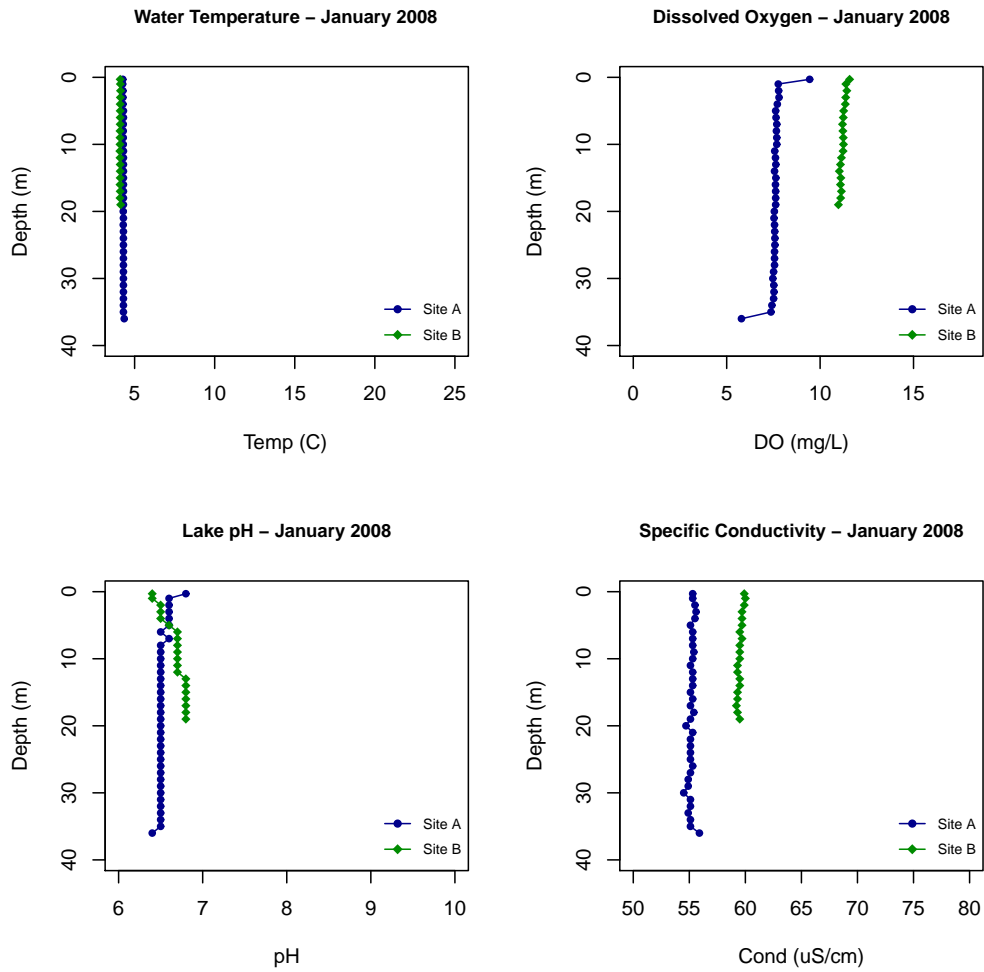 Water Temperature – January 2008
0
10
20
30
40
Depth (m)
Site A
Site B
5 10 15 20 25
Temp (C)
Dissolved Oxygen – January 2008
0
10
20
30
40
Depth (m)
Site A
Site B
0 5 10 15
DO (mg/L)
Lake pH – January 2008
0
10
20
30
40
Depth (m)
Site A
Site B
6 7 8 9 10
pH
Specific Conductivity – January 2008
0
10
20
30
40
Depth (m)
Site A
Site B
50 55 60 65 70 75 80
Cond (uS/cm)